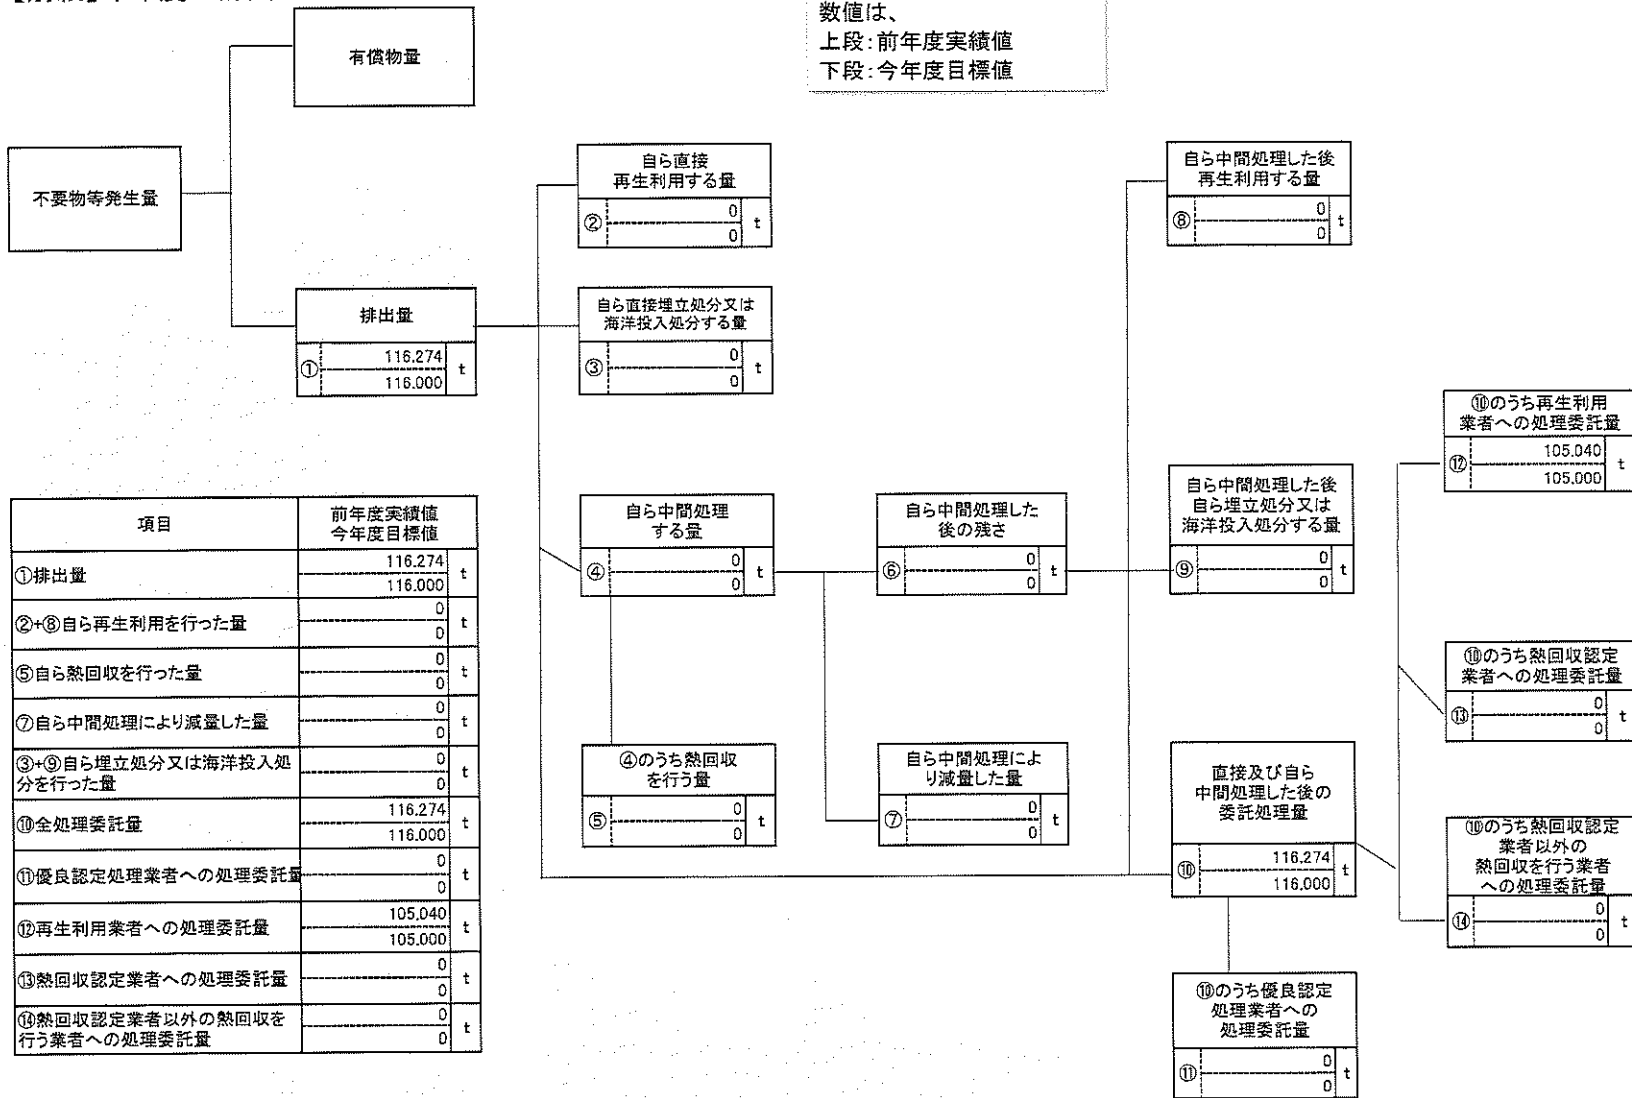 数値は、
上段:前年度実績値
下段:今年度目標値
有償物量
不要物等発生量
排出量
① 116.274 t
116.000
自ら直接
再生利用する量
② 0 t
0
自ら直接埋立処分又は
海洋投入処分する量
③ 0 t
0
自ら中間処理
する量
④ 0 t
0
④のうち熱回収
を行う量
⑤ 0 t
0
自ら中間処理した
後の残さ
⑥ 0 t
0
自ら中間処理によ
り減量した量
⑦ 0 t
0
自ら中間処理した後
再生利用する量
⑧ 0 t
0
自ら中間処理した後
自ら埋立処分又は
海洋投入処分する量
⑨ 0 t
0
直接及び自ら
中間処理した後の
委託処理量
⑩ 116.274 t
116.000
⑩のうち優良認定
処理業者への
処理委託量
⑪ 0 t
0
⑩のうち再生利用
業者への処理委託量
⑫ 105.040 t
105.000
⑩のうち熱回収認定
業者への処理委託量
⑬ 0 t
0
⑩のうち熱回収認定
業者以外の
熱回収を行う業者
への処理委託量
⑭ 0 t
0
項目 前年度実績値
今年度目標値
①排出量 116.274 t
116.000
②+⑧自ら再生利用を行った量 0 t
0
⑤自ら熱回収を行った量 0 t
0
⑦自ら中間処理により減量した量 0 t
0
③+⑨自ら埋立処分又は海洋投入処
分を行った量 0 t
0
⑩全処理委託量 116.274 t
116.000
⑪優良認定処理業者への処理委託量 0 t
0
⑫再生利用業者への処理委託量 105.040 t
105.000
⑬熱回収認定業者への処理委託量 0 t
0
⑭熱回収認定業者以外の熱回収を
行う業者への処理委託量 0 t
0